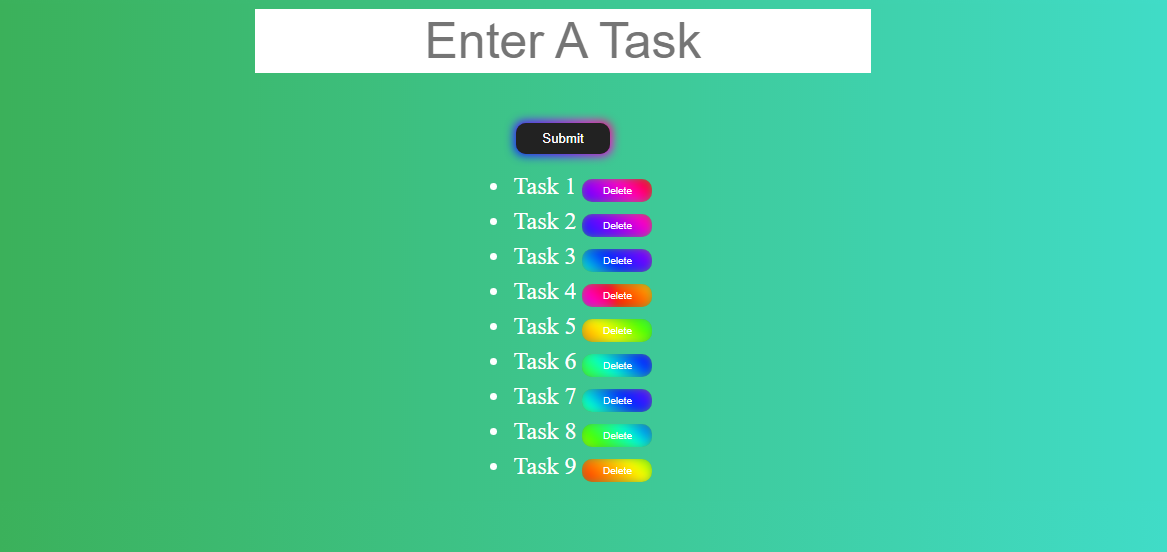 Enter A Task
Submit
Task 1 Delete
Task 2 Delete
Task 3 Delete
Task 4 Delete
Task 5 Delete
Task 6 Delete
Task 7 Delete
Task 8 Delete
Task 9 Delete